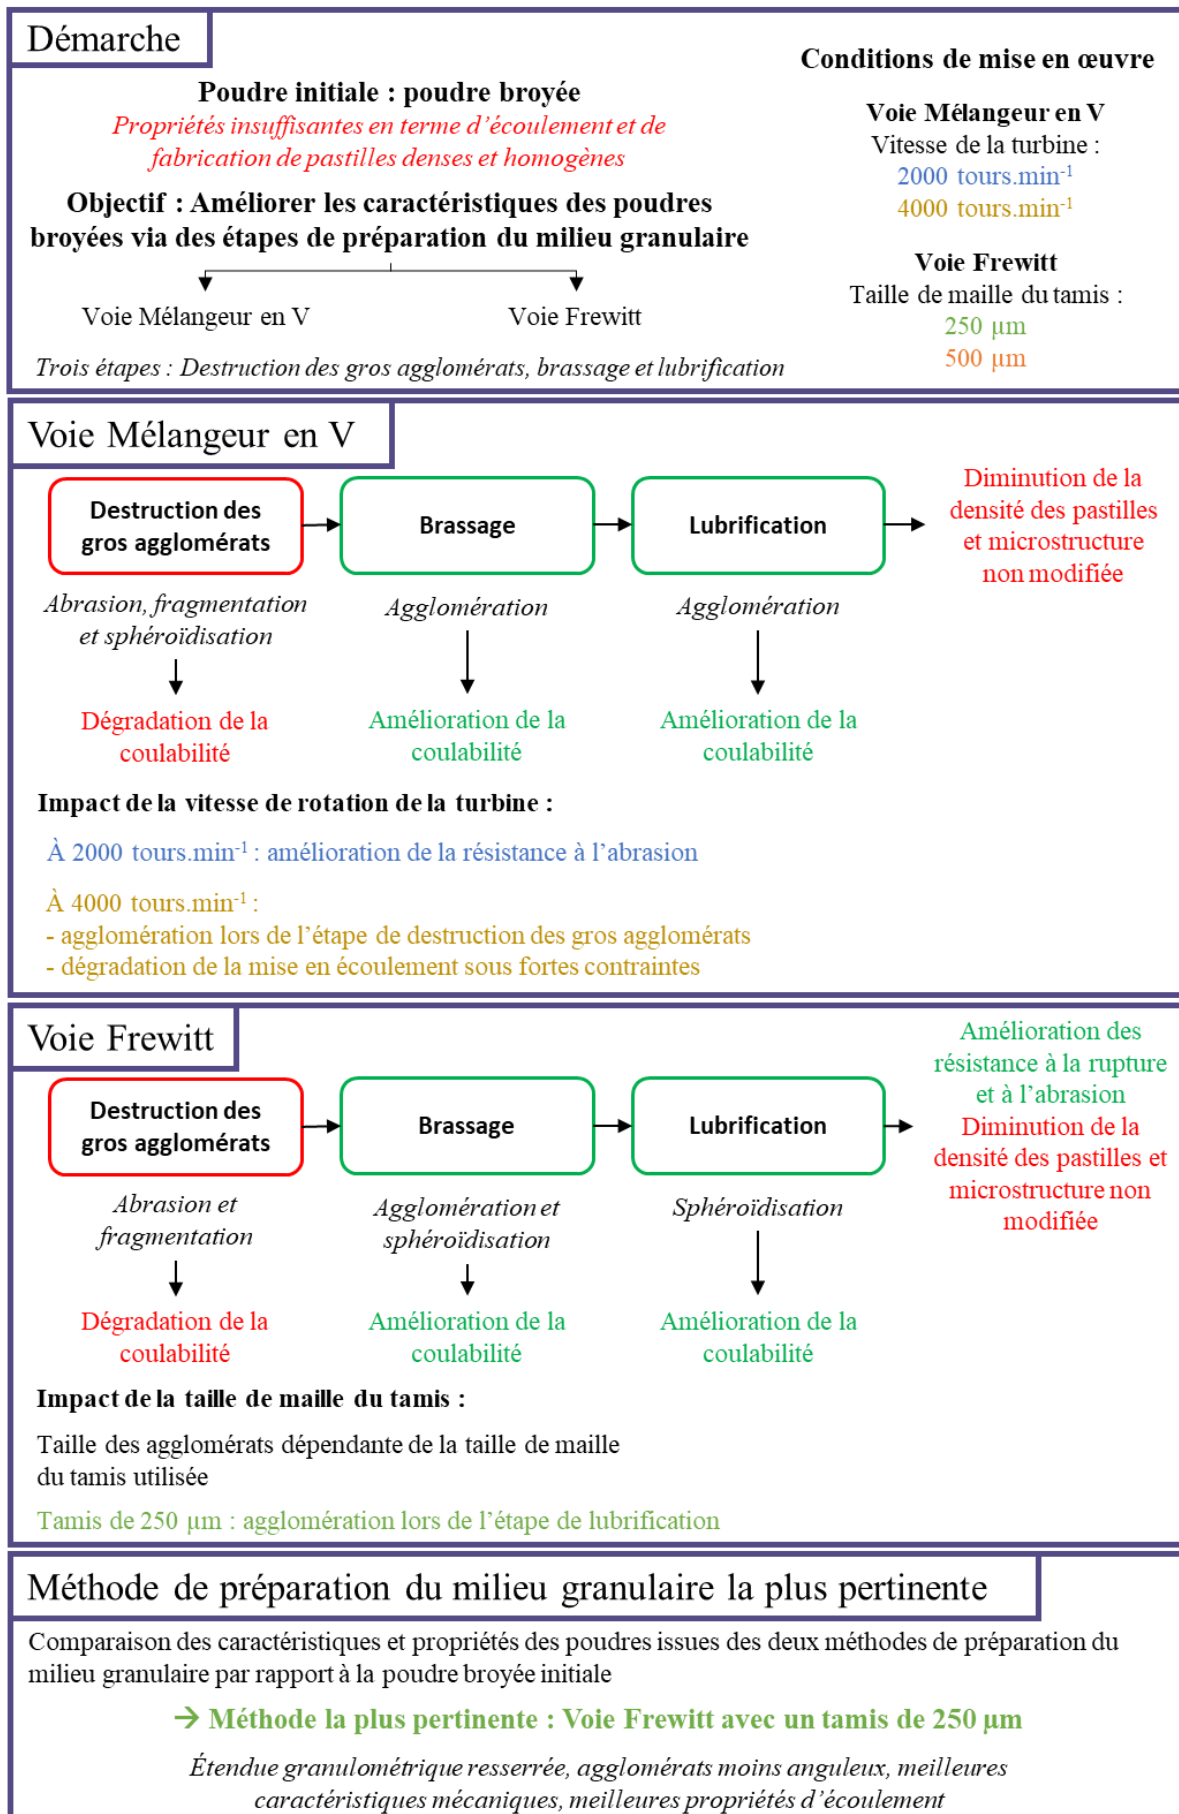 Démarche
Poudre initiale : poudre broyée
Propriétés insuffisantes en terme d'écoulement et de
fabrication de pastilles denses et homogènes
Objectif : Améliorer les caractéristiques des poudres
broyées via des étapes de préparation du milieu granulaire
Voie Mélangeur en V
Voie Frewitt
Trois étapes : Destruction des gros agglomérats, brassage et lubrification
Conditions de mise en œuvre
Voie Mélangeur en V
Vitesse de la turbine :
2000 tours.min⁻¹
4000 tours.min⁻¹
Voie Frewitt
Taille de maille du tamis :
250 µm
500 µm
Voie Mélangeur en V
Destruction des
gros agglomérats
Brassage
Lubrification
Diminution de la
densité des pastilles
et microstructure
non modifiée
Abrasion, fragmentation
et sphéroïdisation
Agglomération
Agglomération
Dégradation de la
coulabilité
Amélioration de la
coulabilité
Amélioration de la
coulabilité
Impact de la vitesse de rotation de la turbine :
À 2000 tours.min⁻¹ : amélioration de la résistance à l'abrasion
À 4000 tours.min⁻¹ :
- agglomération lors de l'étape de destruction des gros agglomérats
- dégradation de la mise en écoulement sous fortes contraintes
Voie Frewitt
Destruction des
gros agglomérats
Brassage
Lubrification
Amélioration des
résistance à la rupture
et à l'abrasion
Diminution de la
densité des pastilles et
microstructure non
modifiée
Abrasion et
fragmentation
Agglomération et
sphéroïdisation
Sphéroïdisation
Dégradation de la
coulabilité
Amélioration de la
coulabilité
Amélioration de la
coulabilité
Impact de la taille de maille du tamis :
Taille des agglomérats dépendante de la taille de maille
du tamis utilisée
Tamis de 250 µm : agglomération lors de l'étape de lubrification
Méthode de préparation du milieu granulaire la plus pertinente
Comparaison des caractéristiques et propriétés des poudres issues des deux méthodes de préparation du
milieu granulaire par rapport à la poudre broyée initiale
→ Méthode la plus pertinente : Voie Frewitt avec un tamis de 250 µm
Étendue granulométrique resserrée, agglomérats moins anguleux, meilleures
caractéristiques mécaniques, meilleures propriétés d'écoulement